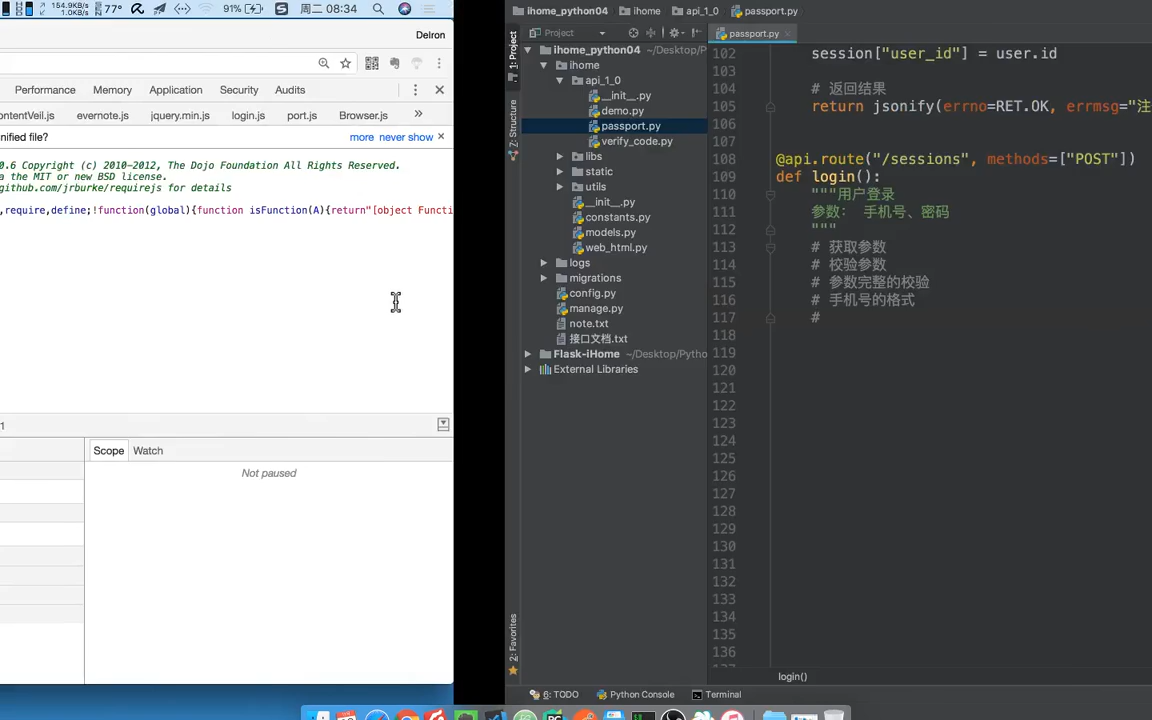 154.9KB/s
1.0KB/s
77°
91%
周二 08:34
Delron
Performance
Memory
Application
Security
Audits
ontentVeil.js
evernote.js
jquery.min.js
login.js
port.js
Browser.js
»
nified file?
more never show ×
0.6 Copyright (c) 2010-2012, The Dojo Foundation All Rights Reserved.
a the MIT or new BSD license.
github.com/jrburke/requirejs for details
,require,define;!function(global){function isFunction(A){return"[object Functi
1
Scope
Watch
Not paused
ihome_python04
ihome
api_1_0
passport.py
Project
passport.py
1: Project
7: Structure
2: Favorites
ihome_python04 ~/Desktop/P
ihome
api_1_0
__init__.py
demo.py
passport.py
verify_code.py
libs
static
utils
__init__.py
constants.py
models.py
web_html.py
logs
migrations
config.py
manage.py
note.txt
接口文档.txt
Flask-iHome ~/Desktop/Pytho
External Libraries
102 session["user_id"] = user.id
103
104 # 返回结果
105 return jsonify(errno=RET.OK, errmsg="注
106
107
108 @api.route("/sessions", methods=["POST"])
109 def login():
110 """用户登录
111 参数： 手机号、密码
112 """
113 # 获取参数
114 # 校验参数
115 # 参数完整的校验
116 # 手机号的格式
117 #
118
119
120
121
122
123
124
125
126
127
128
129
130
131
132
133
134
135
136
login()
6: TODO
Python Console
Terminal